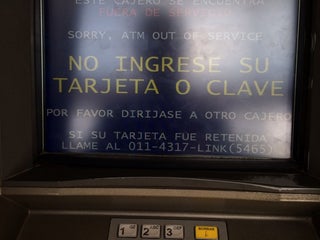 ESTE CAJERO SE ENCUENTRA
FUERA DE SERVICIO
SORRY, ATM OUT OF SERVICE
NO INGRESE SU
TARJETA O CLAVE
POR FAVOR DIRIJASE A OTRO CAJERO
SI SU TARJETA FUE RETENIDA
LLAME AL 011-4317-LINK(5465)
1 2 3